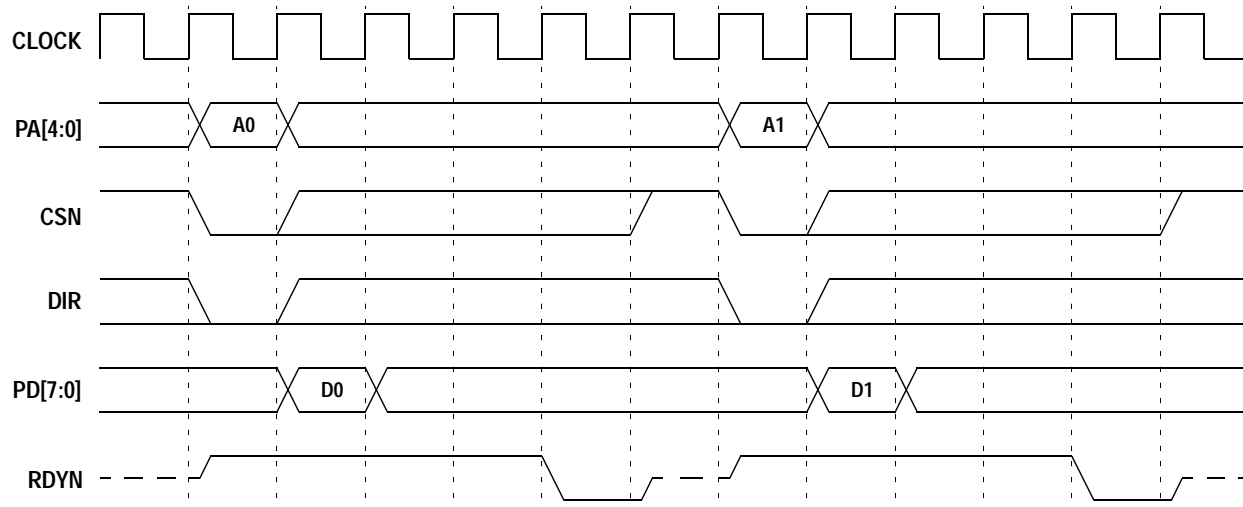 CLOCK
PA[4:0] A0 A1
CSN
DIR
PD[7:0] D0 D1
RDYN